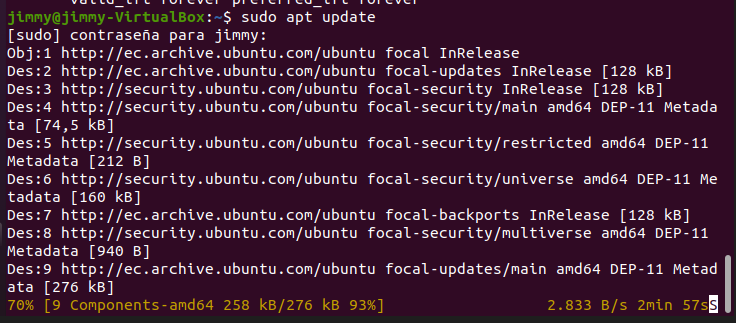 valid_lft forever preferred_lft forever
jimmy@jimmy-VirtualBox:~$ sudo apt update
[sudo] contraseña para jimmy:
Obj:1 http://ec.archive.ubuntu.com/ubuntu focal InRelease
Des:2 http://ec.archive.ubuntu.com/ubuntu focal-updates InRelease [128 kB]
Des:3 http://security.ubuntu.com/ubuntu focal-security InRelease [128 kB]
Des:4 http://security.ubuntu.com/ubuntu focal-security/main amd64 DEP-11 Metada
ta [74,5 kB]
Des:5 http://security.ubuntu.com/ubuntu focal-security/restricted amd64 DEP-11
Metadata [212 B]
Des:6 http://security.ubuntu.com/ubuntu focal-security/universe amd64 DEP-11 Me
tadata [160 kB]
Des:7 http://ec.archive.ubuntu.com/ubuntu focal-backports InRelease [128 kB]
Des:8 http://security.ubuntu.com/ubuntu focal-security/multiverse amd64 DEP-11
Metadata [940 B]
Des:9 http://ec.archive.ubuntu.com/ubuntu focal-updates/main amd64 DEP-11 Metad
ata [276 kB]
70% [9 Components-amd64 258 kB/276 kB 93%] 2.833 B/s 2min 57sS